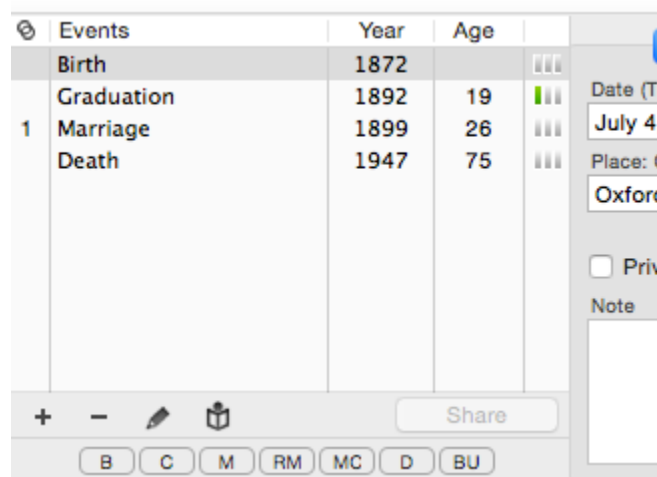 Events Year Age
Birth 1872
Graduation 1892 19
1 Marriage 1899 26
Death 1947 75
+ − Share
B C M RM MC D BU
Date (T
July 4
Place:
Oxford
Priv
Note